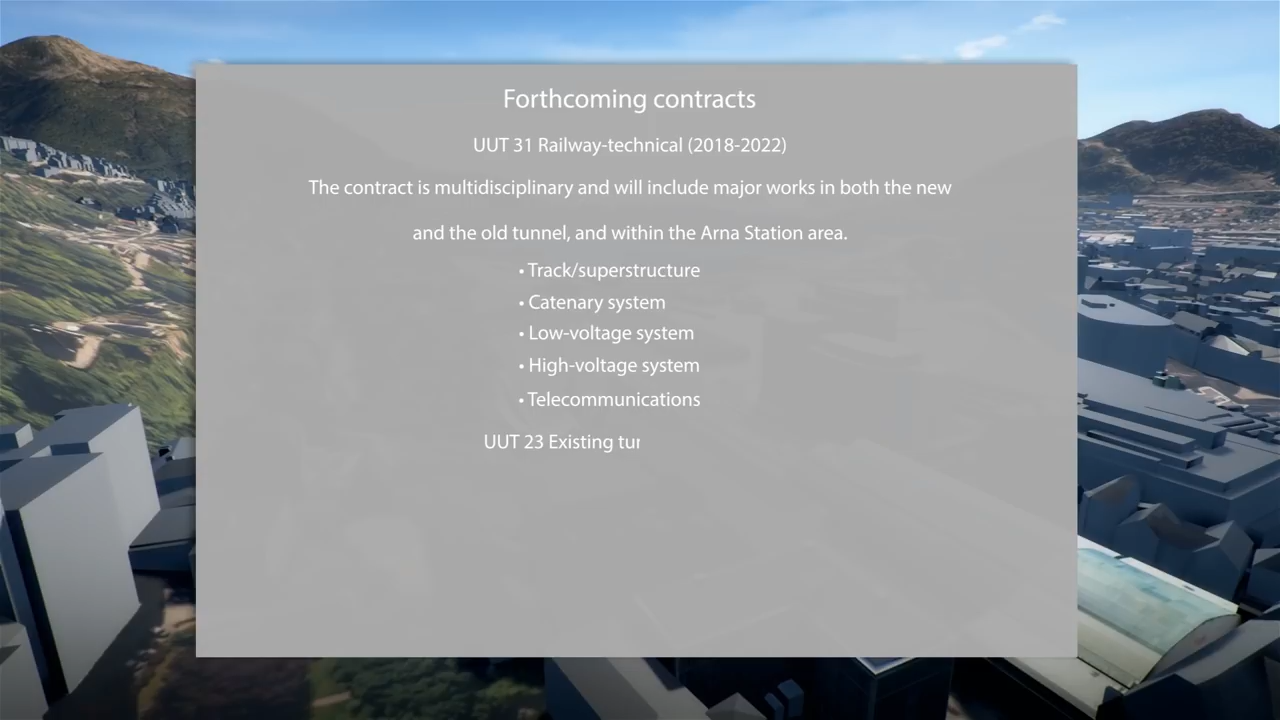 Forthcoming contracts
UUT 31 Railway-technical (2018-2022)
The contract is multidisciplinary and will include major works in both the new
and the old tunnel, and within the Arna Station area.
• Track/superstructure
• Catenary system
• Low-voltage system
• High-voltage system
• Telecommunications
UUT 23 Existing